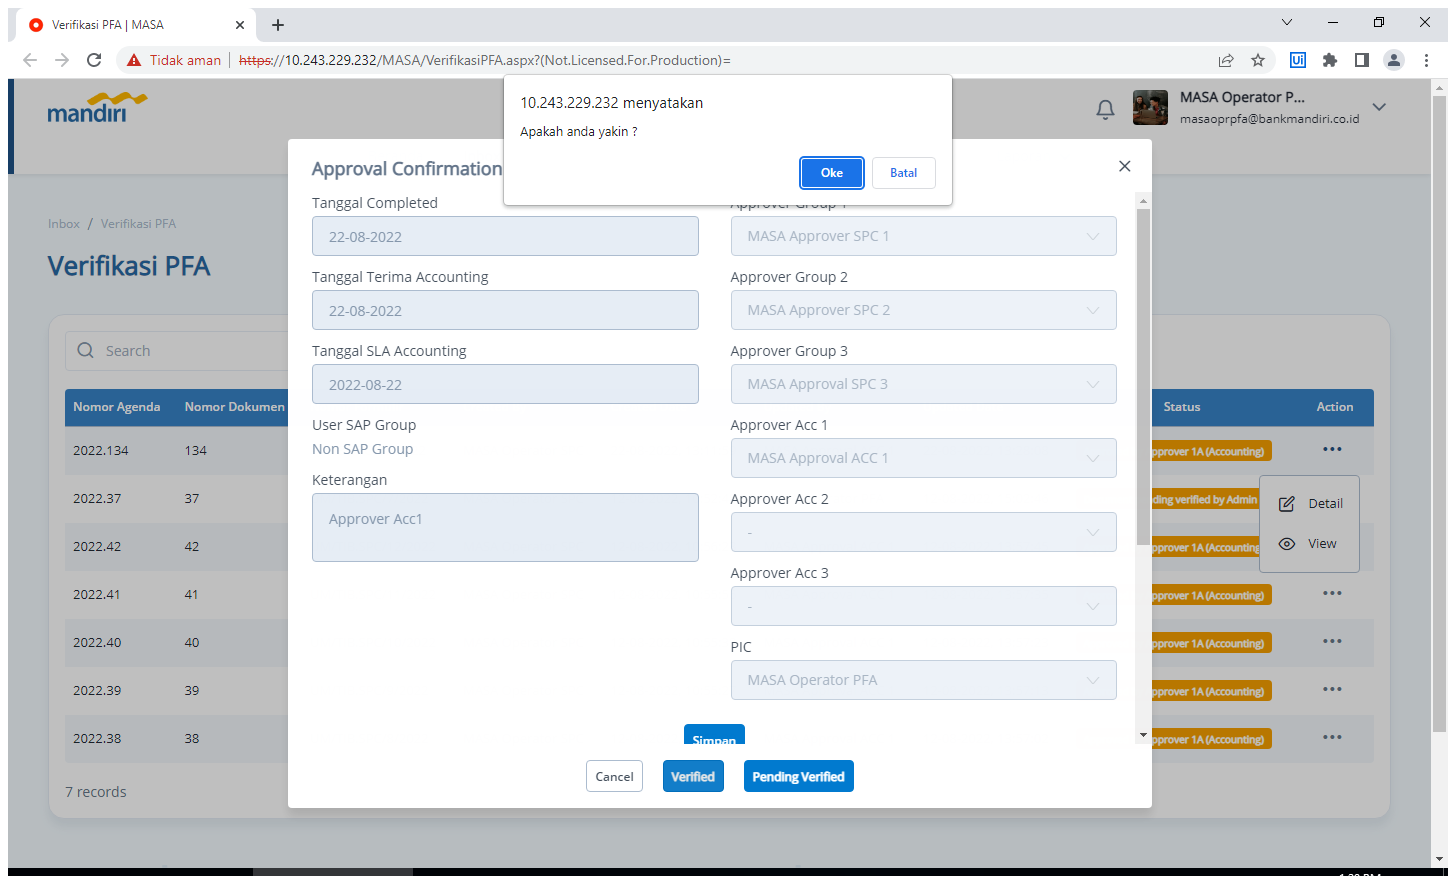 Verifikasi PFA | MASA
Tidak aman
https://10.243.229.232/MASA/VerifikasiPFA.aspx?(Not.Licensed.For.Production)=
Ui
10.243.229.232 menyatakan
Apakah anda yakin ?
Oke
Batal
mandiri
MASA Operator P...
masaoprpfa@bankmandiri.co.id
Inbox / Verifikasi PFA
Verifikasi PFA
Search
Nomor Agenda
Nomor Dokumen
Status
Action
2022.134
134
pprover 1A (Accounting)
2022.37
37
ding verified by Admin
2022.42
42
pprover 1A (Accounting
2022.41
41
pprover 1A (Accounting)
2022.40
40
pprover 1A (Accounting)
2022.39
39
pprover 1A (Accounting)
2022.38
38
pprover 1A (Accounting)
7 records
Detail
View
Approval Confirmation
Tanggal Completed
22-08-2022
Tanggal Terima Accounting
22-08-2022
Tanggal SLA Accounting
2022-08-22
User SAP Group
Non SAP Group
Keterangan
Approver Acc1
Approver Group 1
MASA Approver SPC 1
Approver Group 2
MASA Approver SPC 2
Approver Group 3
MASA Approval SPC 3
Approver Acc 1
MASA Approval ACC 1
Approver Acc 2
-
Approver Acc 3
-
PIC
MASA Operator PFA
Simpan
Cancel
Verified
Pending Verified